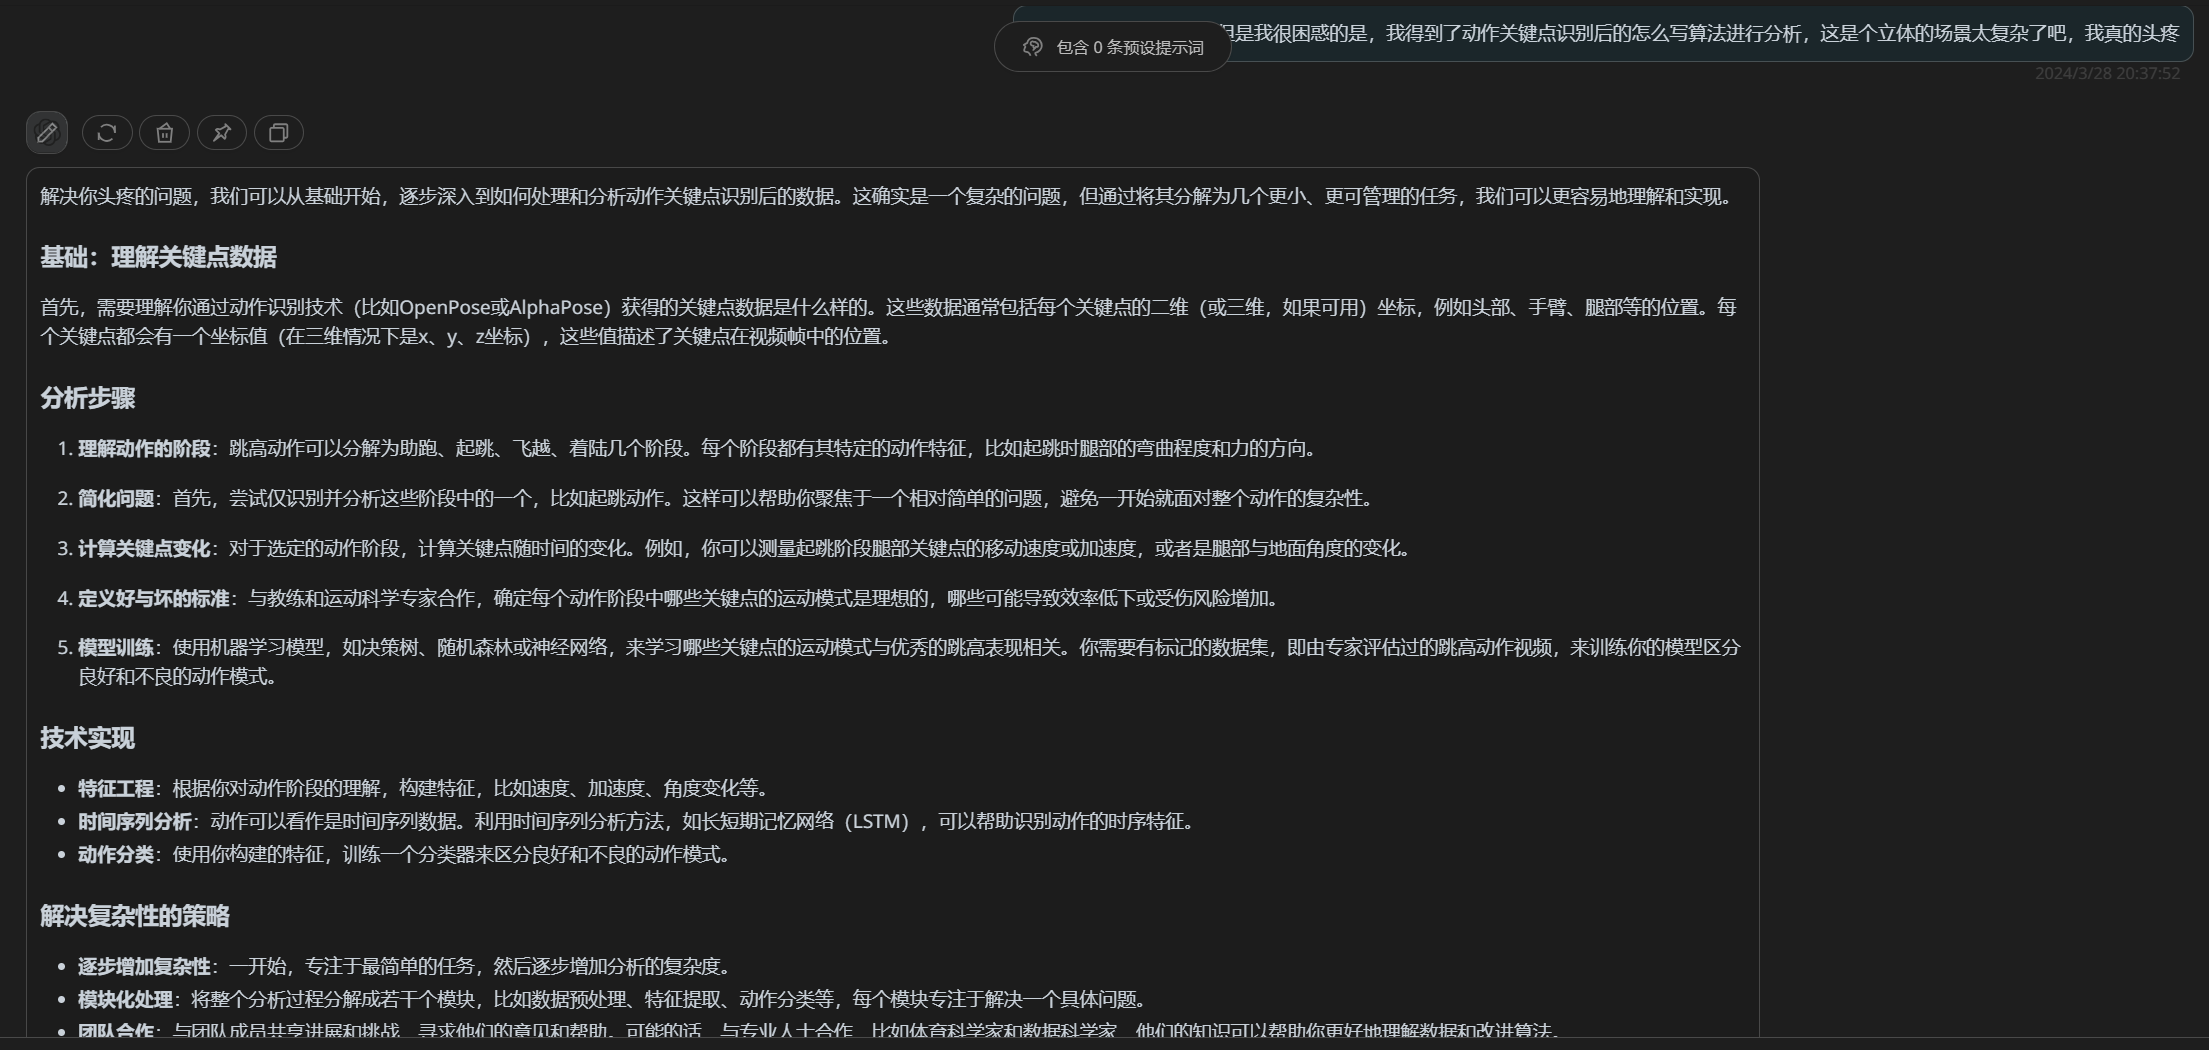 但是我很困惑的是，我得到了动作关键点识别后的怎么写算法进行分析，这是个立体的场景太复杂了吧，我真的头疼
包含 0 条预设提示词
2024/3/28 20:37:52
解决你头疼的问题，我们可以从基础开始，逐步深入到如何处理和分析动作关键点识别后的数据。这确实是一个复杂的问题，但通过将其分解为几个更小、更可管理的任务，我们可以更容易地理解和实现。
基础：理解关键点数据
首先，需要理解你通过动作识别技术（比如OpenPose或AlphaPose）获得的关键点数据是什么样的。这些数据通常包括每个关键点的二维（或三维，如果可用）坐标，例如头部、手臂、腿部等的位置。每
个关键点都会有一个坐标值（在三维情况下是x、y、z坐标），这些值描述了关键点在视频帧中的位置。
分析步骤
1. 理解动作的阶段：跳高动作可以分解为助跑、起跳、飞越、着陆几个阶段。每个阶段都有其特定的动作特征，比如起跳时腿部的弯曲程度和力的方向。
2. 简化问题：首先，尝试仅识别并分析这些阶段中的一个，比如起跳动作。这样可以帮助你聚焦于一个相对简单的问题，避免一开始就面对整个动作的复杂性。
3. 计算关键点变化：对于选定的动作阶段，计算关键点随时间的变化。例如，你可以测量起跳阶段腿部关键点的移动速度或加速度，或者是腿部与地面角度的变化。
4. 定义好与坏的标准：与教练和运动科学专家合作，确定每个动作阶段中哪些关键点的运动模式是理想的，哪些可能导致效率低下或受伤风险增加。
5. 模型训练：使用机器学习模型，如决策树、随机森林或神经网络，来学习哪些关键点的运动模式与优秀的跳高表现相关。你需要有标记的数据集，即由专家评估过的跳高动作视频，来训练你的模型区分
良好和不良的动作模式。
技术实现
• 特征工程：根据你对动作阶段的理解，构建特征，比如速度、加速度、角度变化等。
• 时间序列分析：动作可以看作是时间序列数据。利用时间序列分析方法，如长短期记忆网络（LSTM），可以帮助识别动作的时序特征。
• 动作分类：使用你构建的特征，训练一个分类器来区分良好和不良的动作模式。
解决复杂性的策略
• 逐步增加复杂性：一开始，专注于最简单的任务，然后逐步增加分析的复杂度。
• 模块化处理：将整个分析过程分解成若干个模块，比如数据预处理、特征提取、动作分类等，每个模块专注于解决一个具体问题。
• 团队合作：与团队成员共享进展和挑战，寻求他们的意见和帮助。可能的话，与专业人士合作，比如体育科学家和数据科学家，他们的知识可以帮助你更好地理解数据和改进算法。